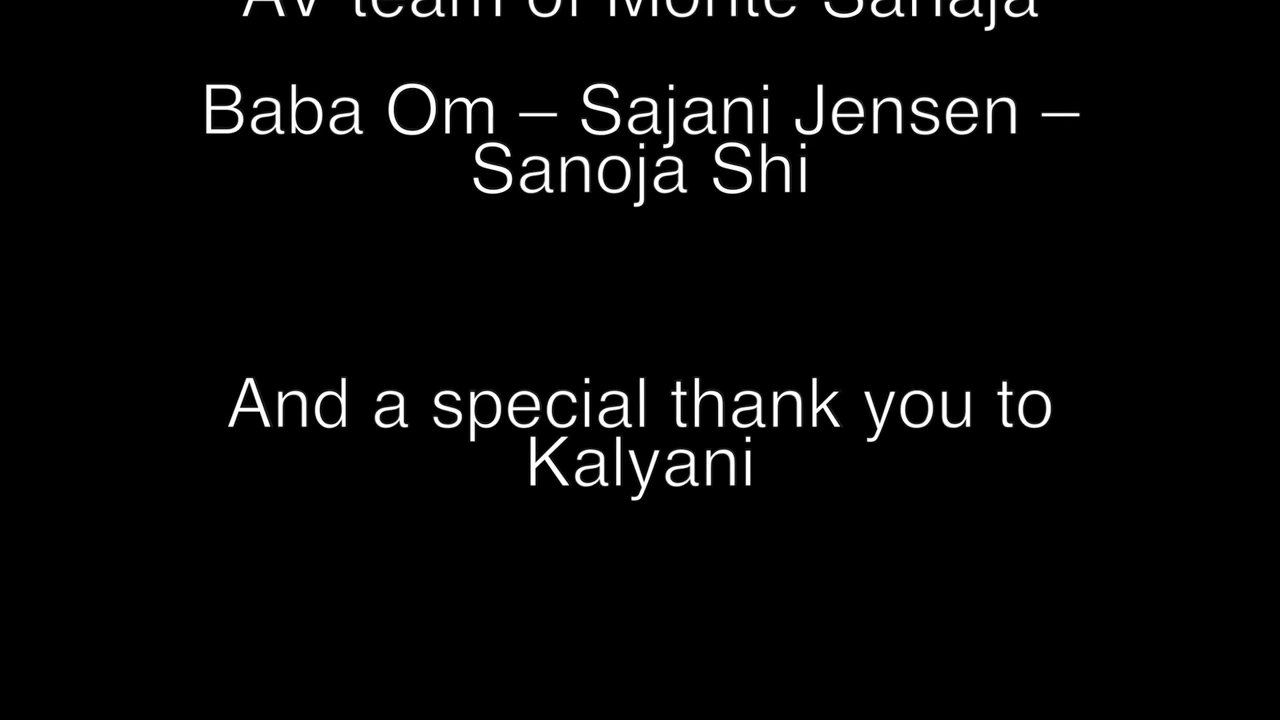 AV team of Monte Sahaja
Baba Om – Sajani Jensen –
Sanoja Shi
And a special thank you to
Kalyani